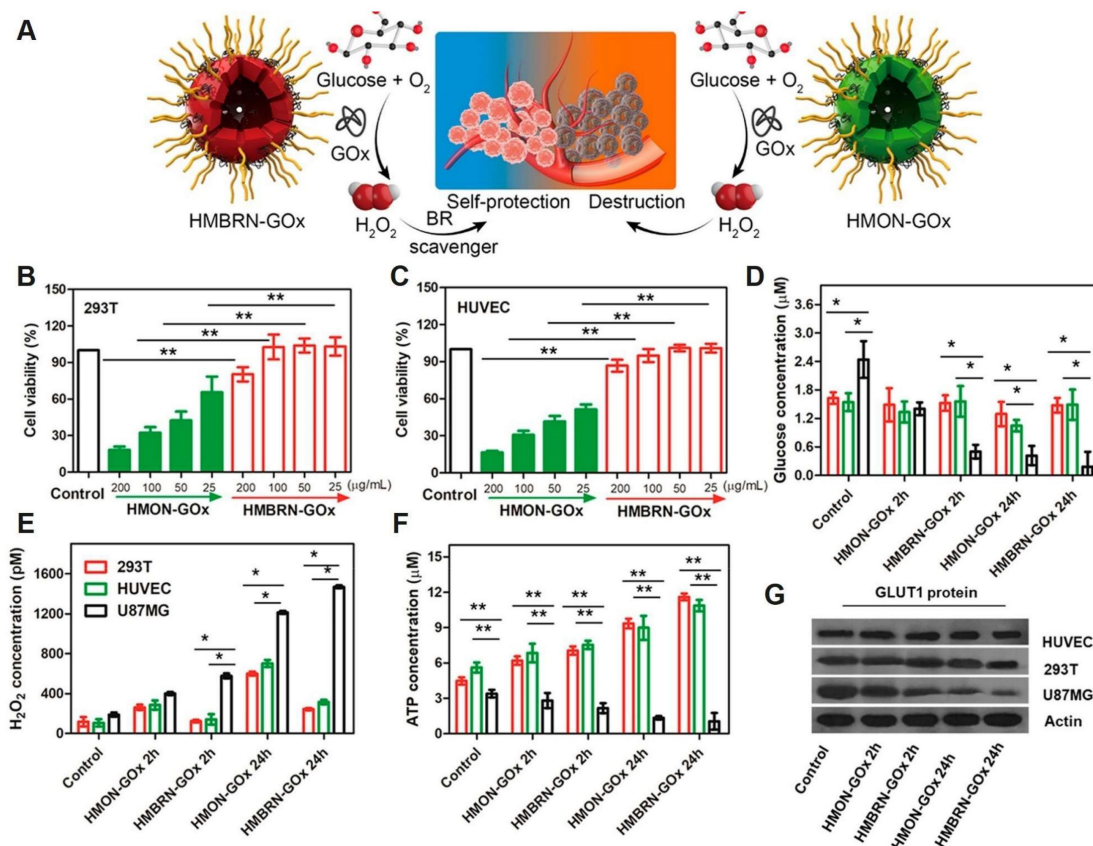 A
Glucose + O2
GOx
H2O2
HMBRN-GOx
BR
scavenger
Self-protection
Destruction
Glucose + O2
GOx
H2O2
HMON-GOx
B
293T
Cell viability (%)
150
120
90
60
30
0
**
**
**
**
Control
200
100
50
25
200
100
50
25
(μg/mL)
HMON-GOx
HMBRN-GOx
C
HUVEC
Cell viability (%)
150
120
90
60
30
0
**
**
**
**
Control
200
100
50
25
200
100
50
25
(μg/mL)
HMON-GOx
HMBRN-GOx
D
Glucose concentration (μM)
3.6
3.0
2.4
1.8
1.2
0.6
0.0
*
*
*
*
*
*
*
*
Control
HMON-GOx 2h
HMBRN-GOx 2h
HMON-GOx 24h
HMBRN-GOx 24h
E
H2O2 concentration (pM)
1600
1200
800
400
0
293T
HUVEC
U87MG
*
*
*
*
*
*
Control
HMON-GOx 2h
HMBRN-GOx 2h
HMON-GOx 24h
HMBRN-GOx 24h
F
ATP concentration (μM)
15
12
9
6
3
0
**
**
**
**
**
**
**
**
**
**
Control
HMON-GOx 2h
HMBRN-GOx 2h
HMON-GOx 24h
HMBRN-GOx 24h
G
GLUT1 protein
HUVEC
293T
U87MG
Actin
Control
HMON-GOx 2h
HMBRN-GOx 2h
HMON-GOx 24h
HMBRN-GOx 24h